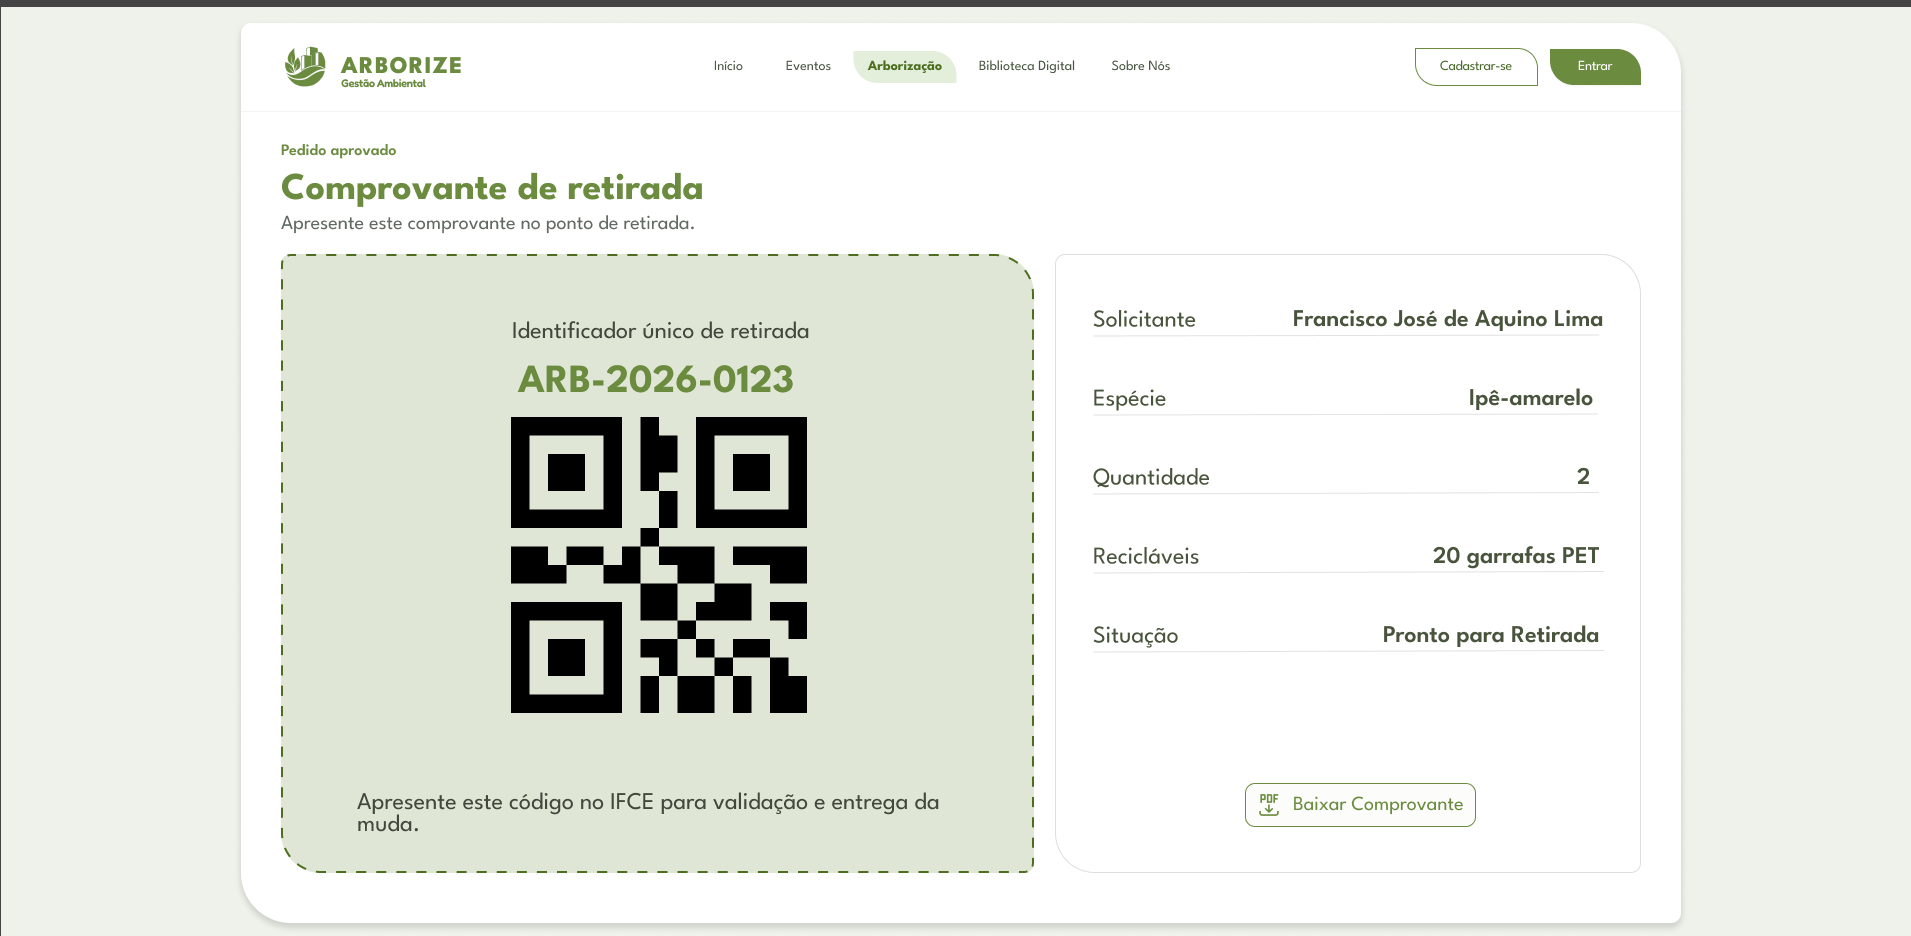 ARBORIZE
Gestão Ambiental
Início
Eventos
Arborização
Biblioteca Digital
Sobre Nós
Cadastrar-se
Entrar
Pedido aprovado
Comprovante de retirada
Apresente este comprovante no ponto de retirada.
Identificador único de retirada
ARB-2026-0123
Apresente este código no IFCE para validação e entrega da
muda.
Solicitante Francisco José de Aquino Lima
Espécie Ipê-amarelo
Quantidade 2
Recicláveis 20 garrafas PET
Situação Pronto para Retirada
PDF
Baixar Comprovante